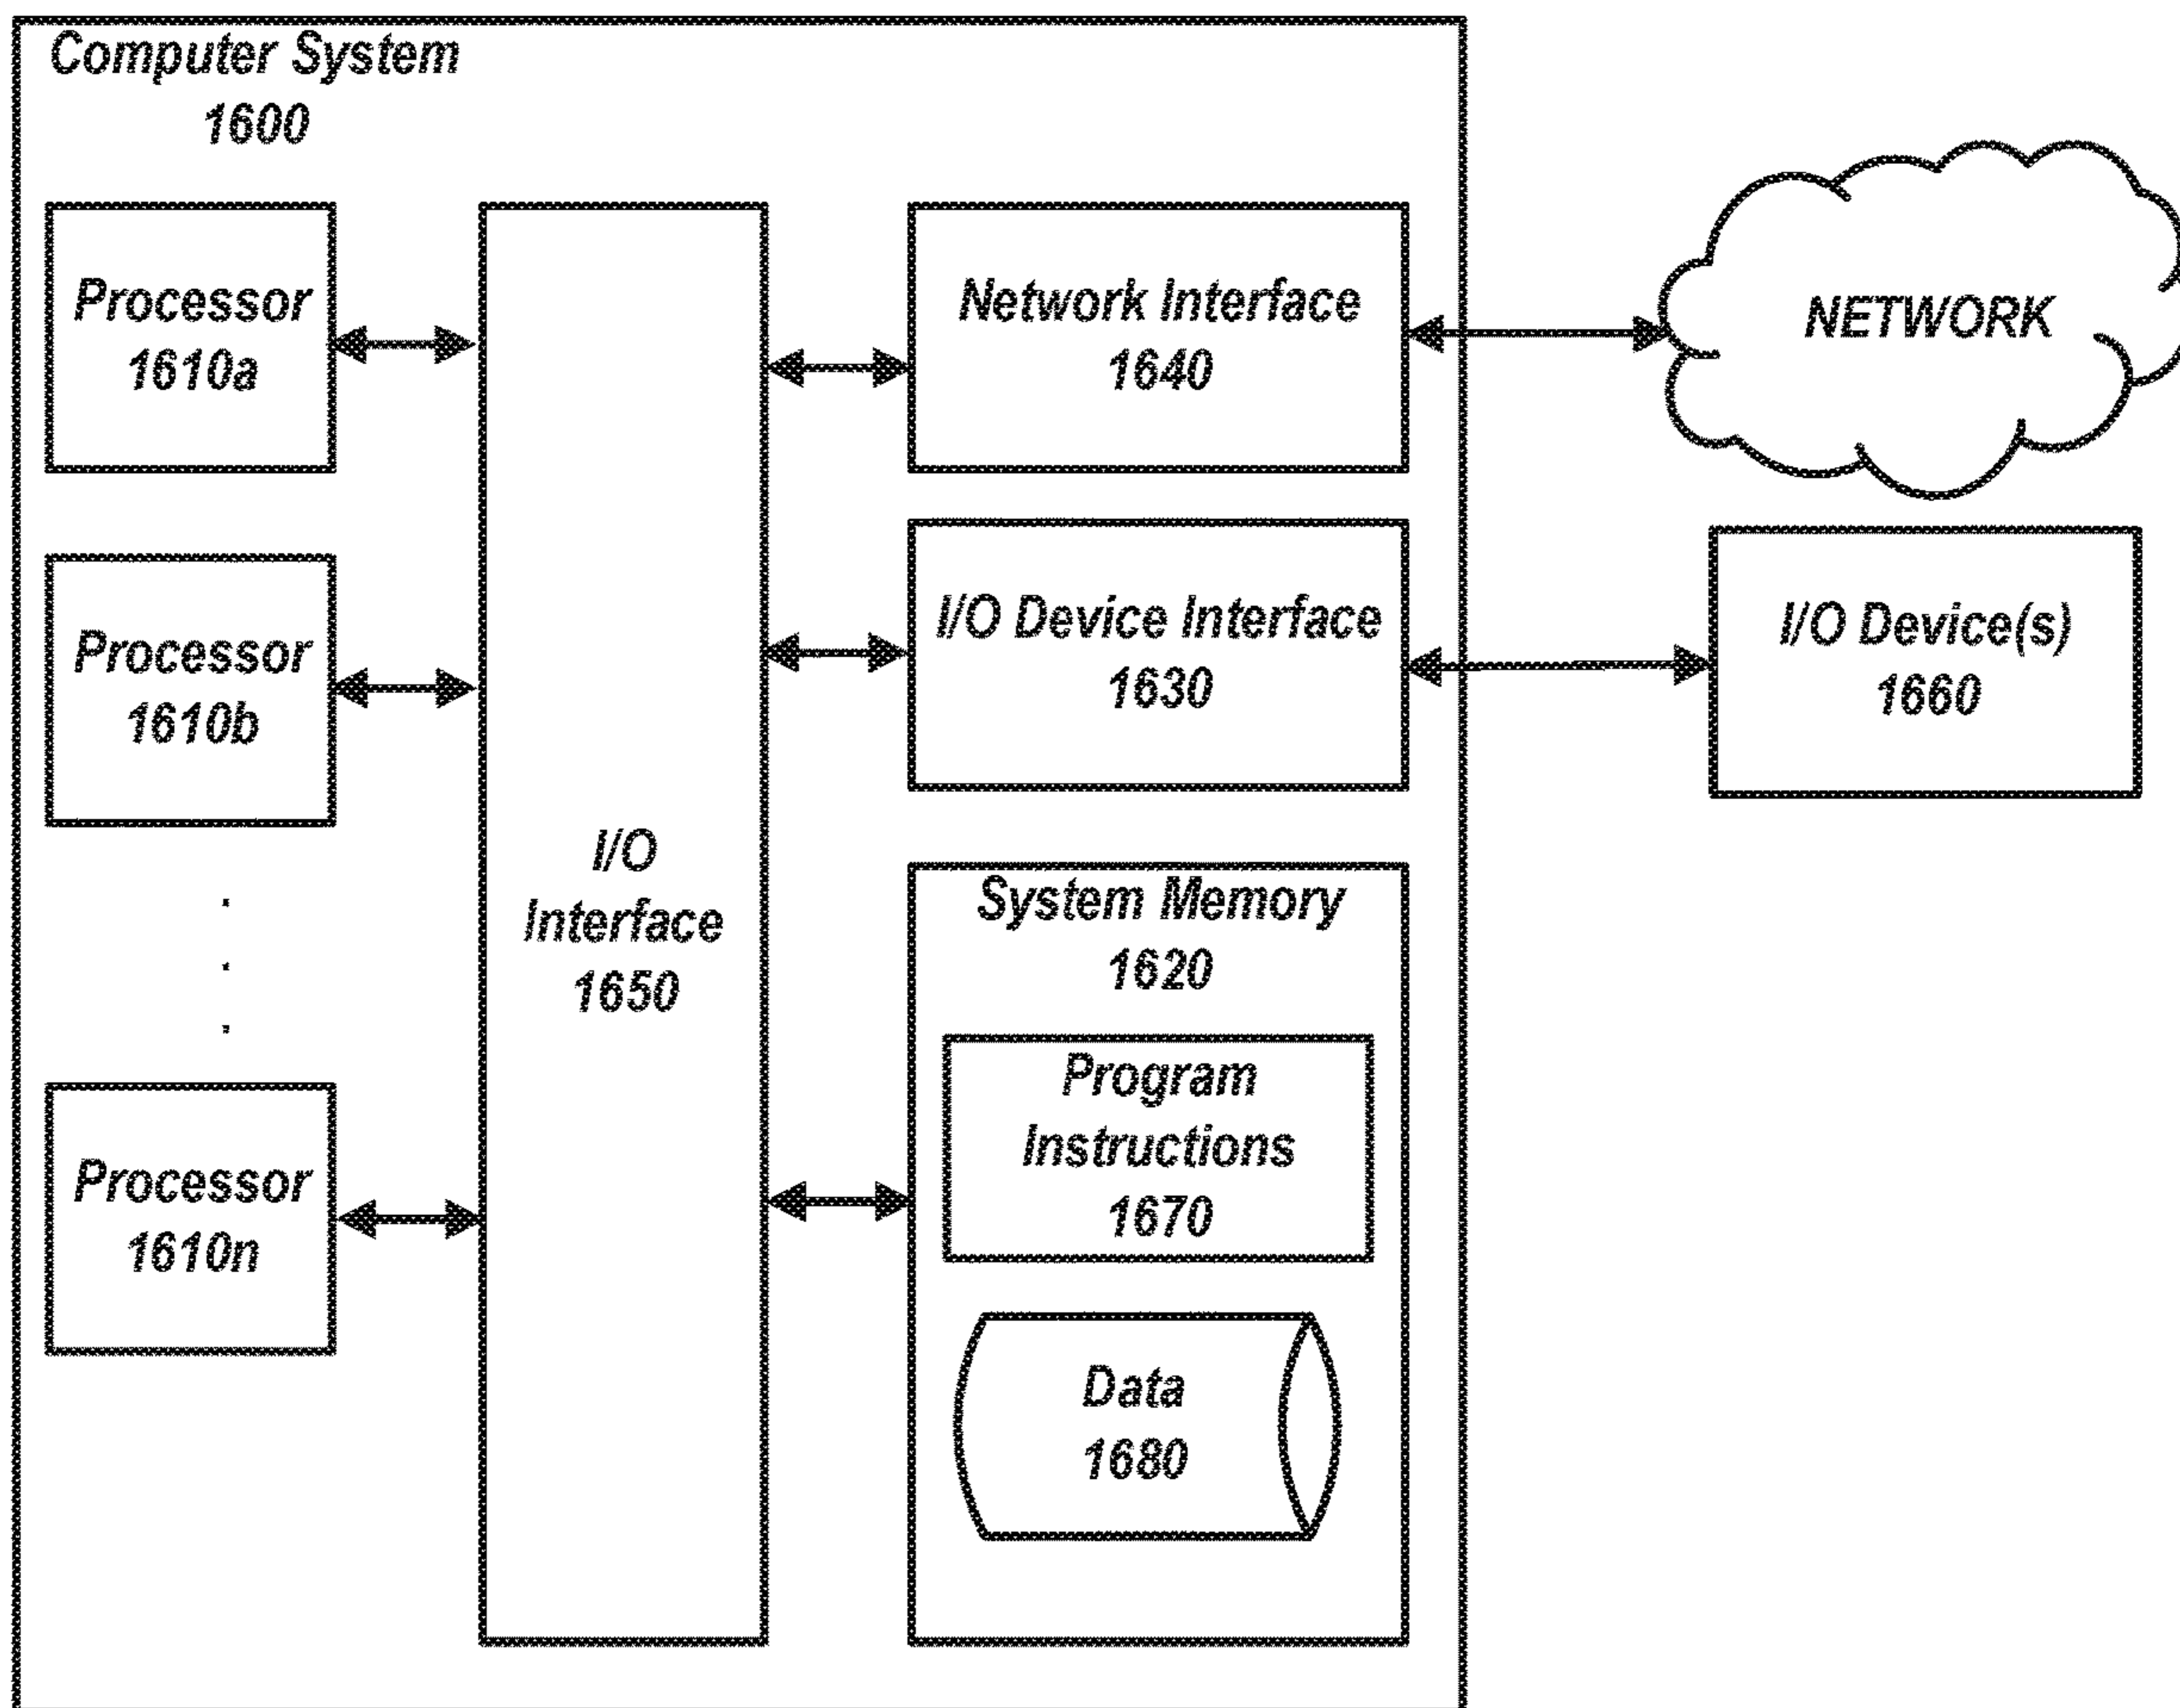 Computer System
1600
Processor
1610a
Processor
1610b
Processor
1610n
I/O
Interface
1650
Network Interface
1640
I/O Device Interface
1630
System Memory
1620
Program
Instructions
1670
Data
1680
NETWORK
I/O Device(s)
1660